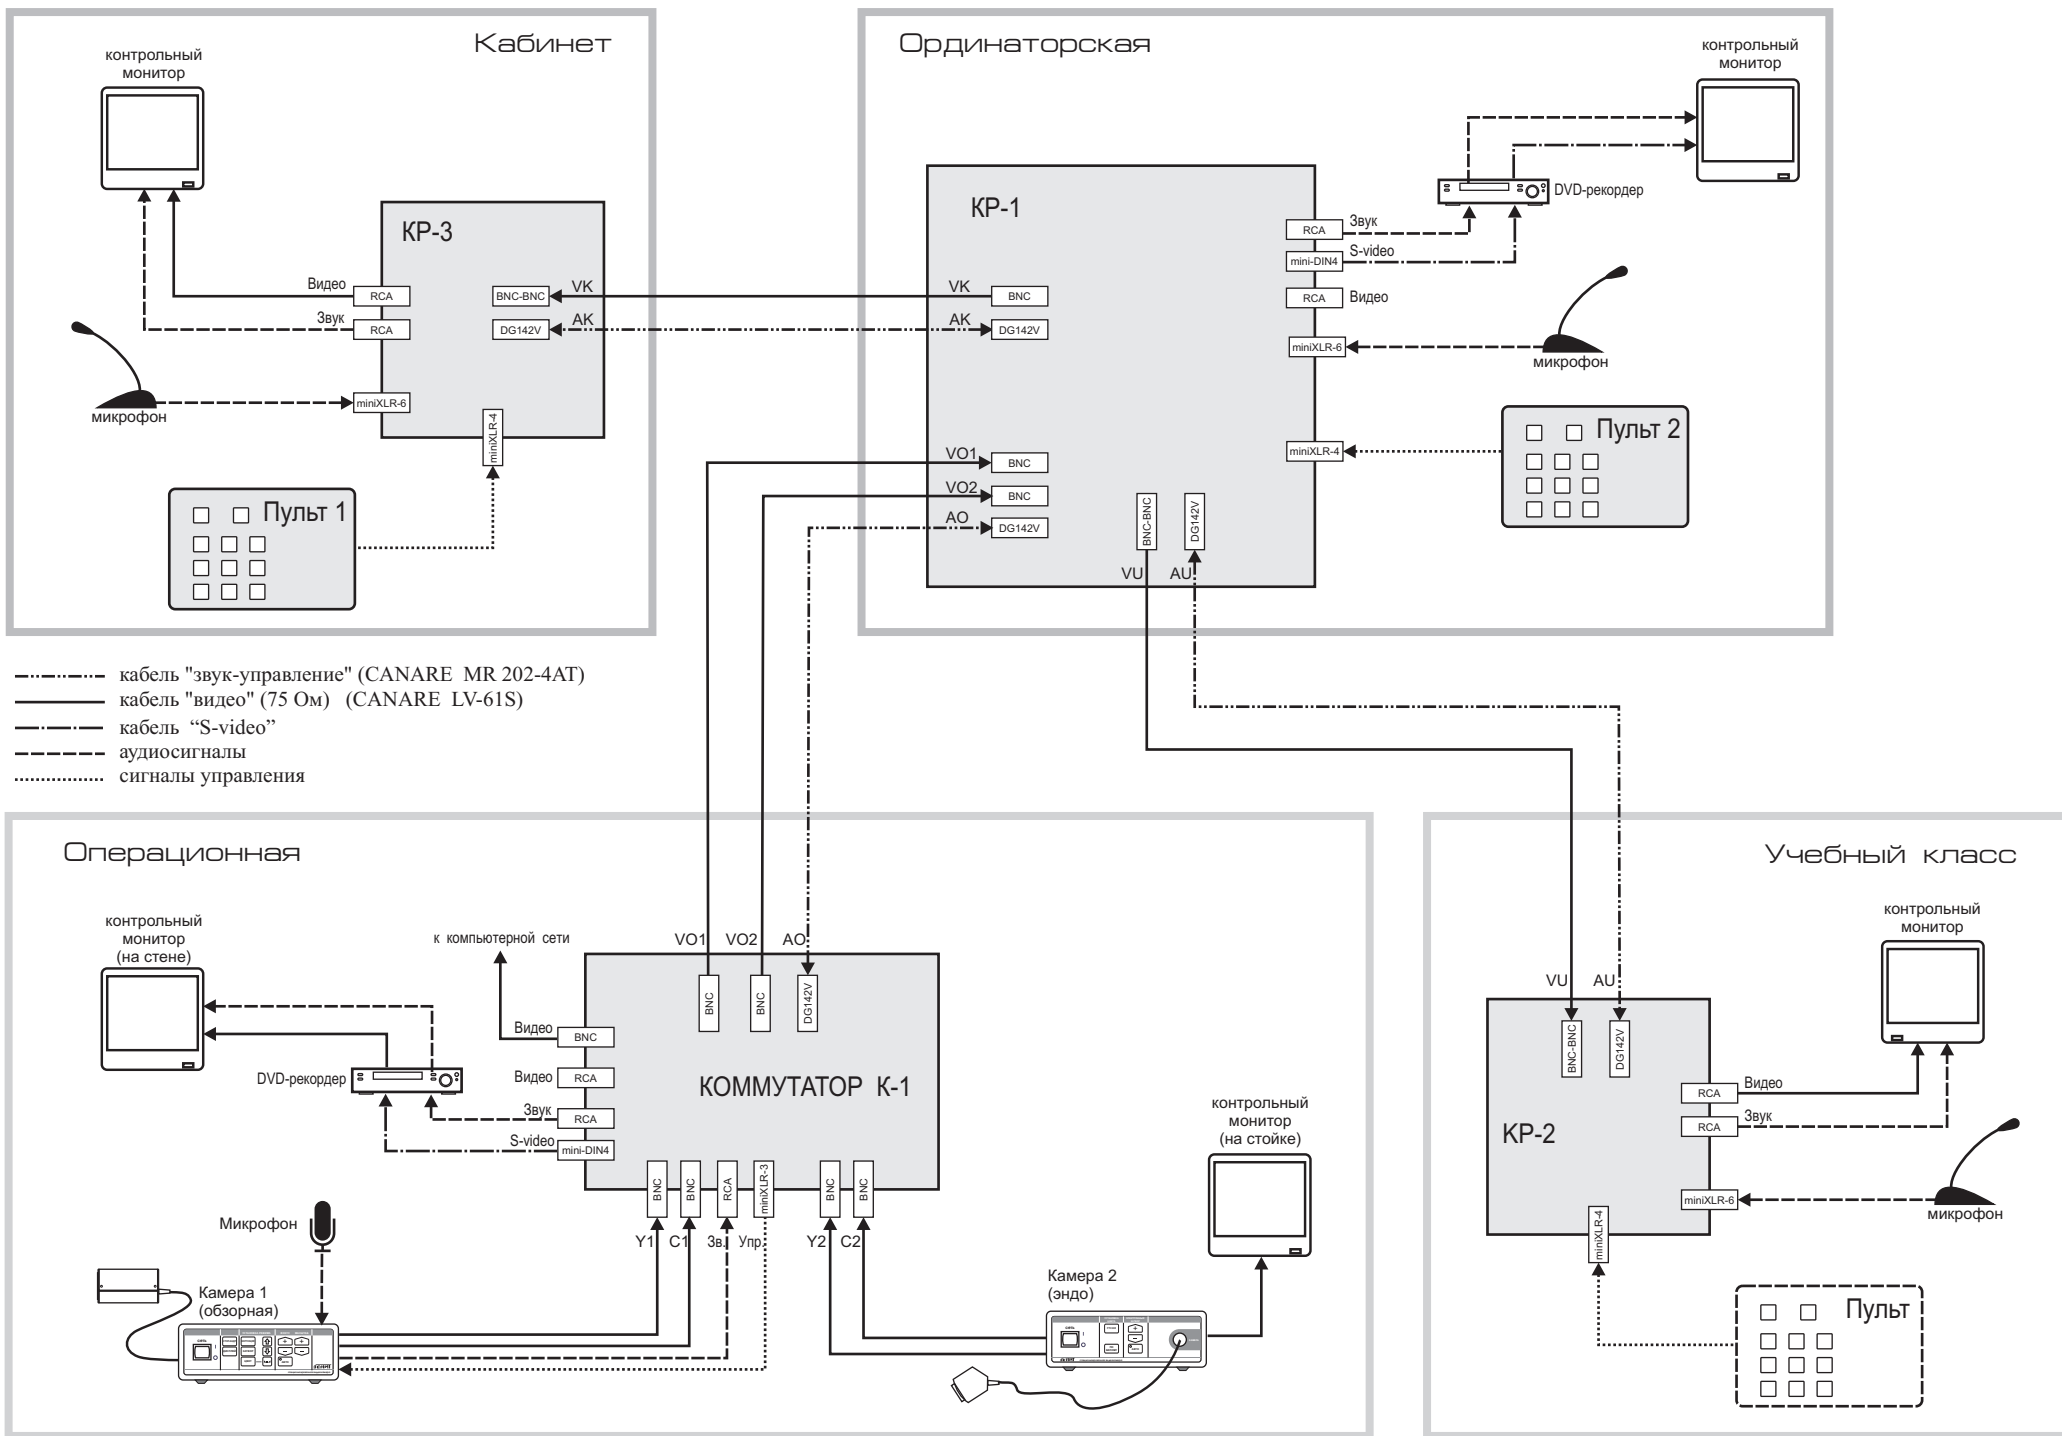 Кабинет
контрольный
монитор
КР-3
Видео
RCA
Звук
RCA
BNC-BNC
VK
DG142V
AK
miniXLR-6
микрофон
miniXLR-4
Пульт 1
Ординаторская
контрольный
монитор
DVD-рекордер
КР-1
RCA
Звук
mini-DIN4
S-video
RCA
Видео
VK
BNC
AK
DG142V
miniXLR-6
микрофон
miniXLR-4
Пульт 2
VO1
BNC
VO2
BNC
AO
DG142V
BNC-BNC
DG142V
VU
AU
кабель "звук-управление" (CANARE MR 202-4AT)
кабель "видео" (75 Ом) (CANARE LV-61S)
кабель “S-video”
аудиосигналы
сигналы управления
Операционная
контрольный
монитор
(на стене)
к компьютерной сети
VO1
VO2
AO
BNC
BNC
DG142V
Видео
BNC
Видео
RCA
Звук
RCA
S-video
mini-DIN4
DVD-рекордер
КОММУТАТОР К-1
BNC
BNC
RCA
miniXLR-3
BNC
BNC
Y1
C1
Зв.
Упр.
Y2
C2
Микрофон
Камера 1
(обзорная)
Камера 2
(эндо)
контрольный
монитор
(на стойке)
Учебный класс
контрольный
монитор
VU
AU
BNC-BNC
DG142V
КР-2
RCA
Видео
RCA
Звук
miniXLR-6
микрофон
miniXLR-4
Пульт